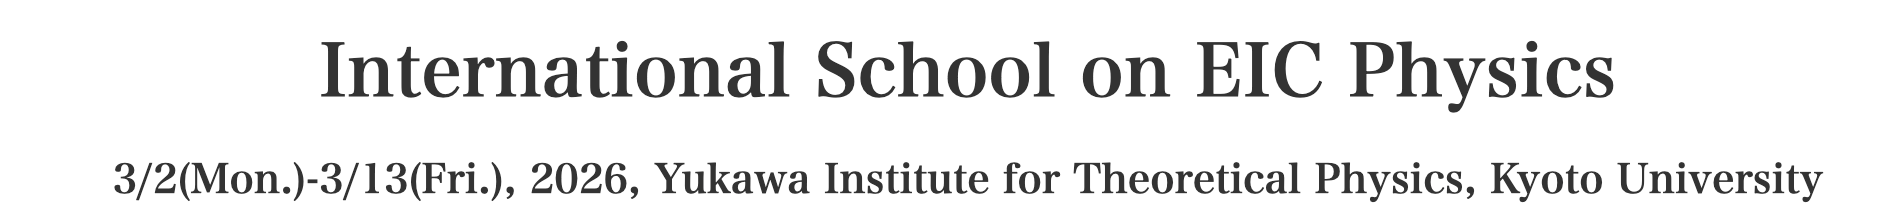 International School on EIC Physics
3/2(Mon.)-3/13(Fri.), 2026, Yukawa Institute for Theoretical Physics, Kyoto University